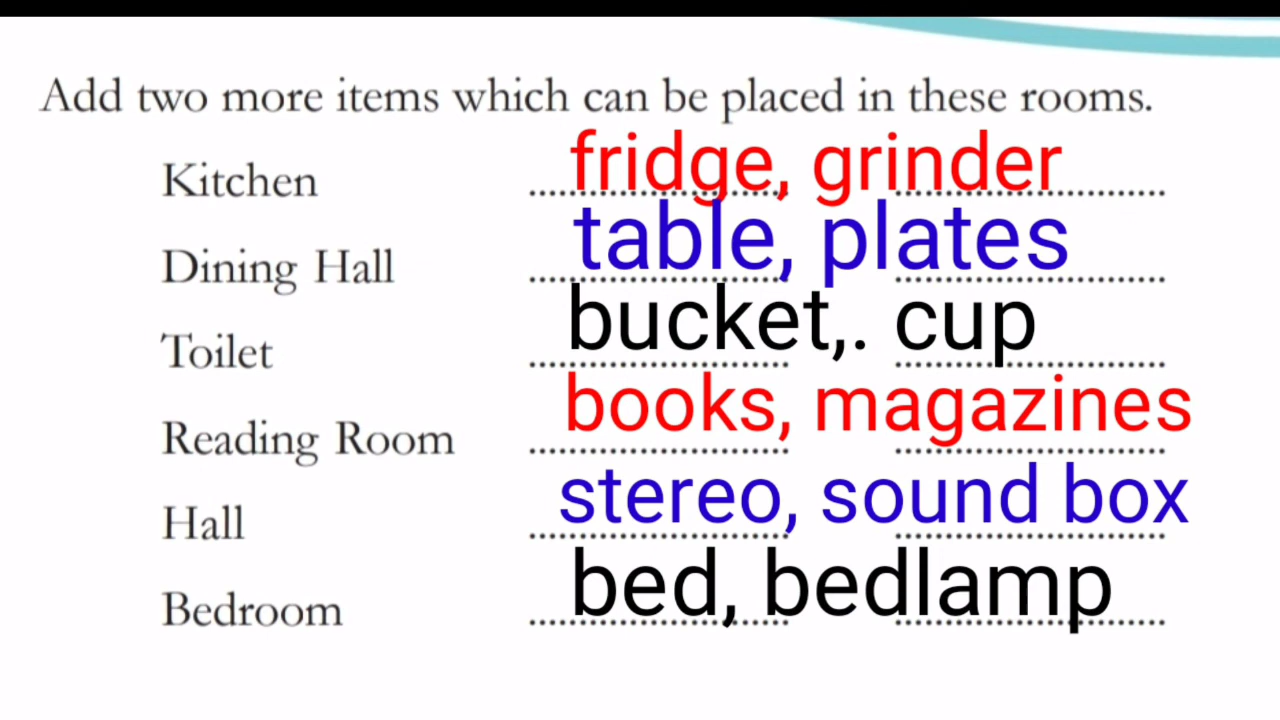 Add two more items which can be placed in these rooms.
Kitchen fridge, grinder
Dining Hall table, plates
Toilet bucket,. cup
Reading Room books, magazines
Hall stereo, sound box
Bedroom bed, bedlamp